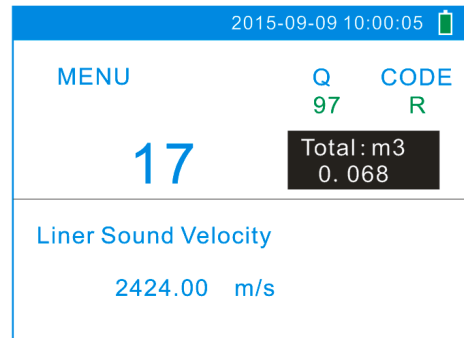 2015-09-09 10:00:05
MENU
Q
CODE
97
R
17
Total:m3
0.068
Liner Sound Velocity
2424.00 m/s